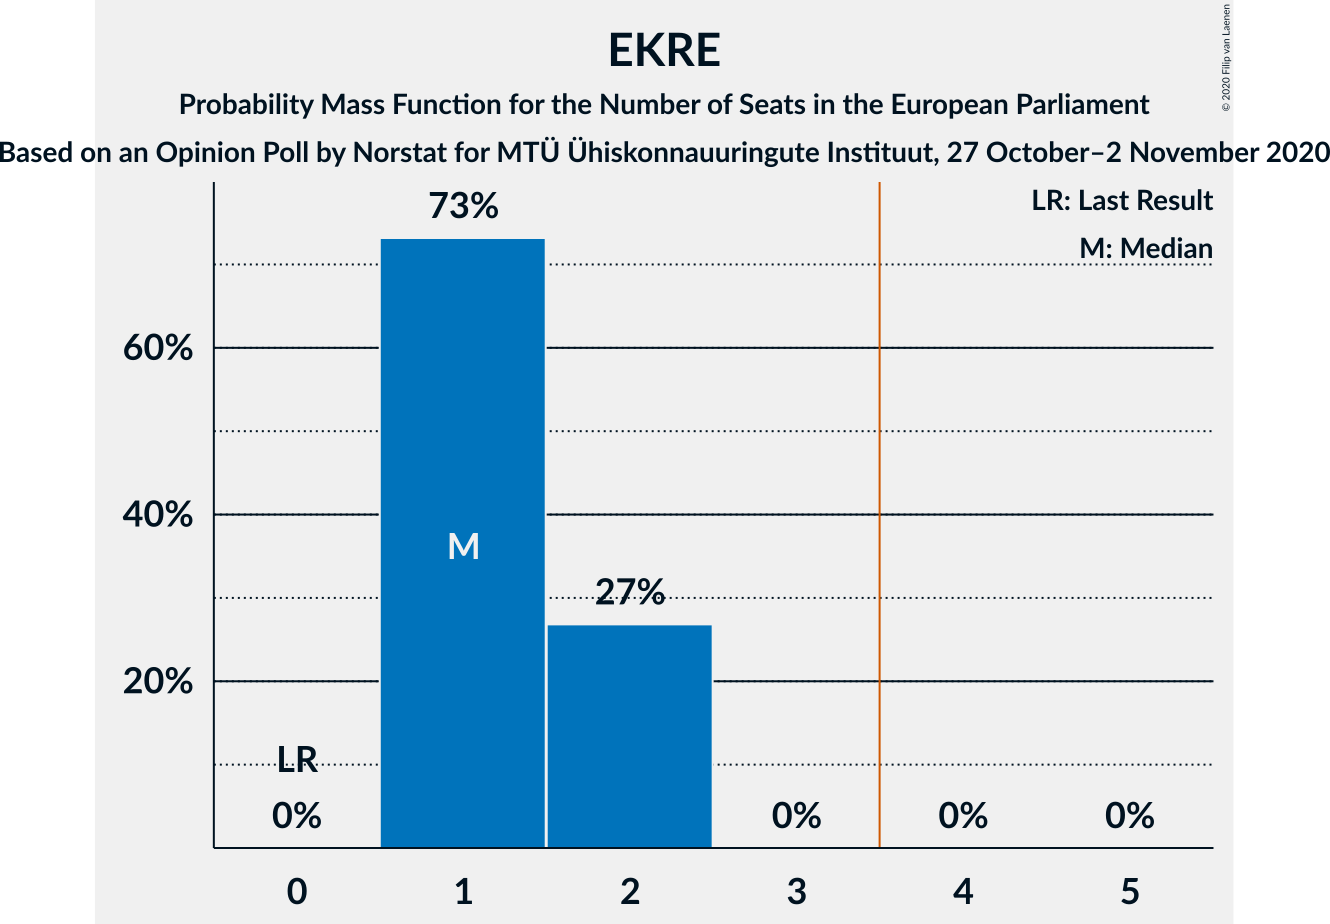 EKRE
Probability Mass Function for the Number of Seats in the European Parliament
Based on an Opinion Poll by Norstat for MTÜ Ühiskonnauuringute Instituut, 27 October–2 November 2020
© 2020 Filip van Laenen
LR: Last Result
M: Median
73%
60%
40%
M
27%
20%
LR
0%
0%
0%
0%
0
1
2
3
4
5